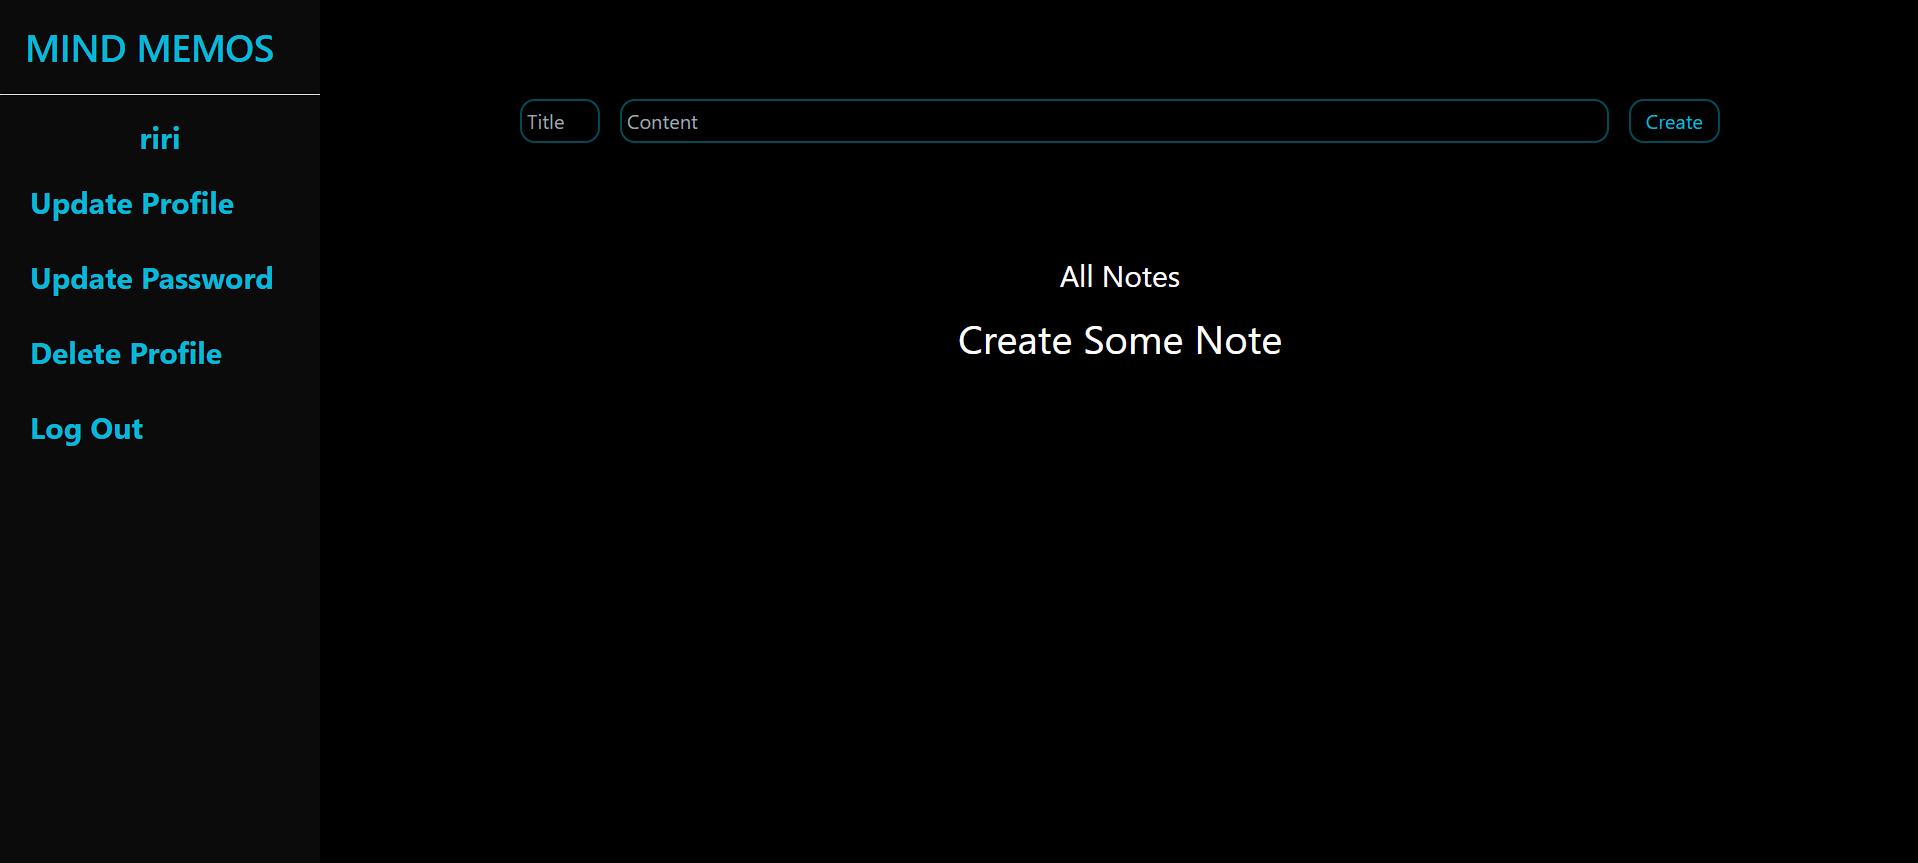 MIND MEMOS
riri
Update Profile
Update Password
Delete Profile
Log Out
Title Content Create
All Notes
Create Some Note